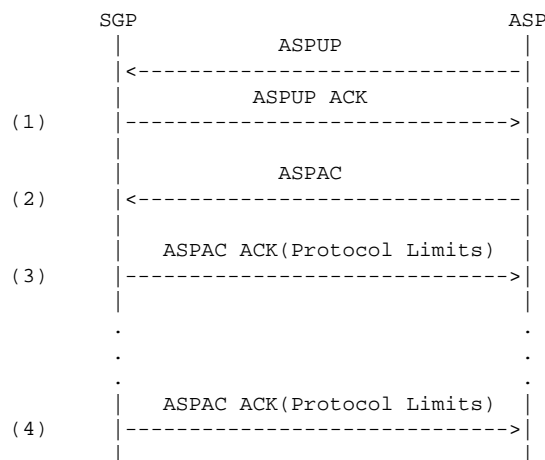 SGP ASP
ASPUP
ASPUP ACK
(1)
ASPAC
(2)
ASPAC ACK(Protocol Limits)
(3)
ASPAC ACK(Protocol Limits)
(4)